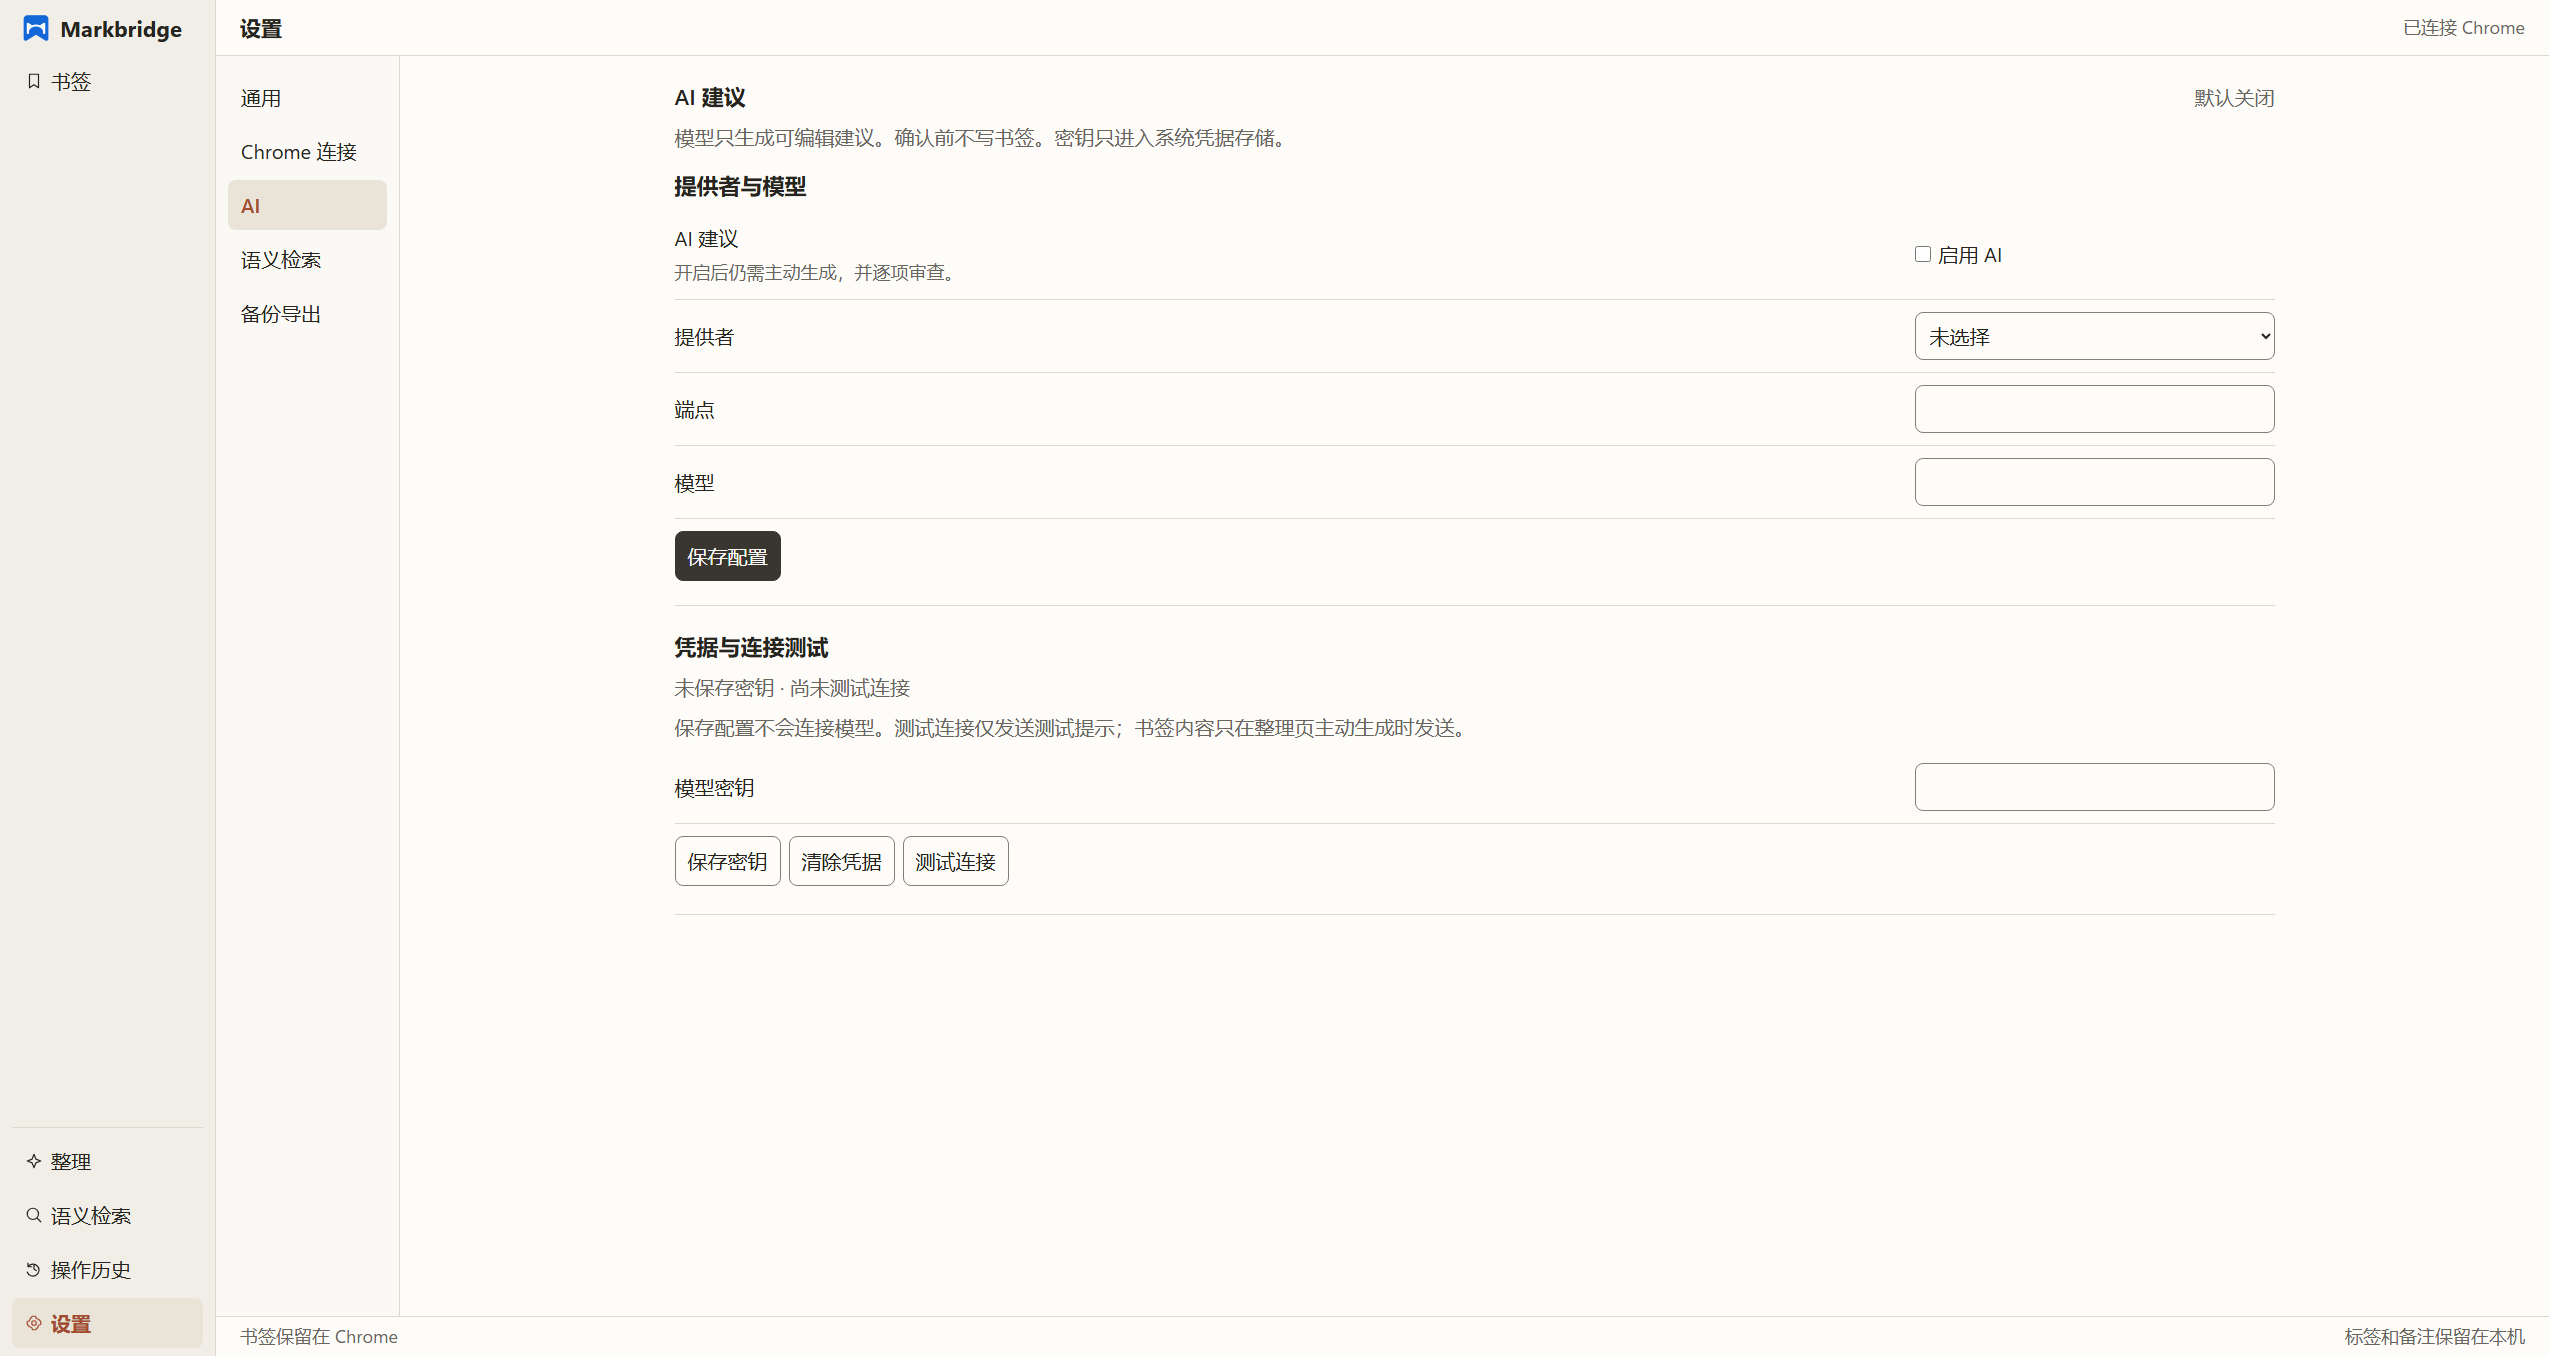 Markbridge
书签
整理
语义检索
操作历史
设置
设置
已连接 Chrome
通用
Chrome 连接
AI
语义检索
备份导出
AI 建议
默认关闭
模型只生成可编辑建议。确认前不写书签。密钥只进入系统凭据存储。
提供者与模型
AI 建议
开启后仍需主动生成，并逐项审查。
启用 AI
提供者
未选择
端点
模型
保存配置
凭据与连接测试
未保存密钥 · 尚未测试连接
保存配置不会连接模型。测试连接仅发送测试提示；书签内容只在整理页主动生成时发送。
模型密钥
保存密钥
清除凭据
测试连接
书签保留在 Chrome
标签和备注保留在本机